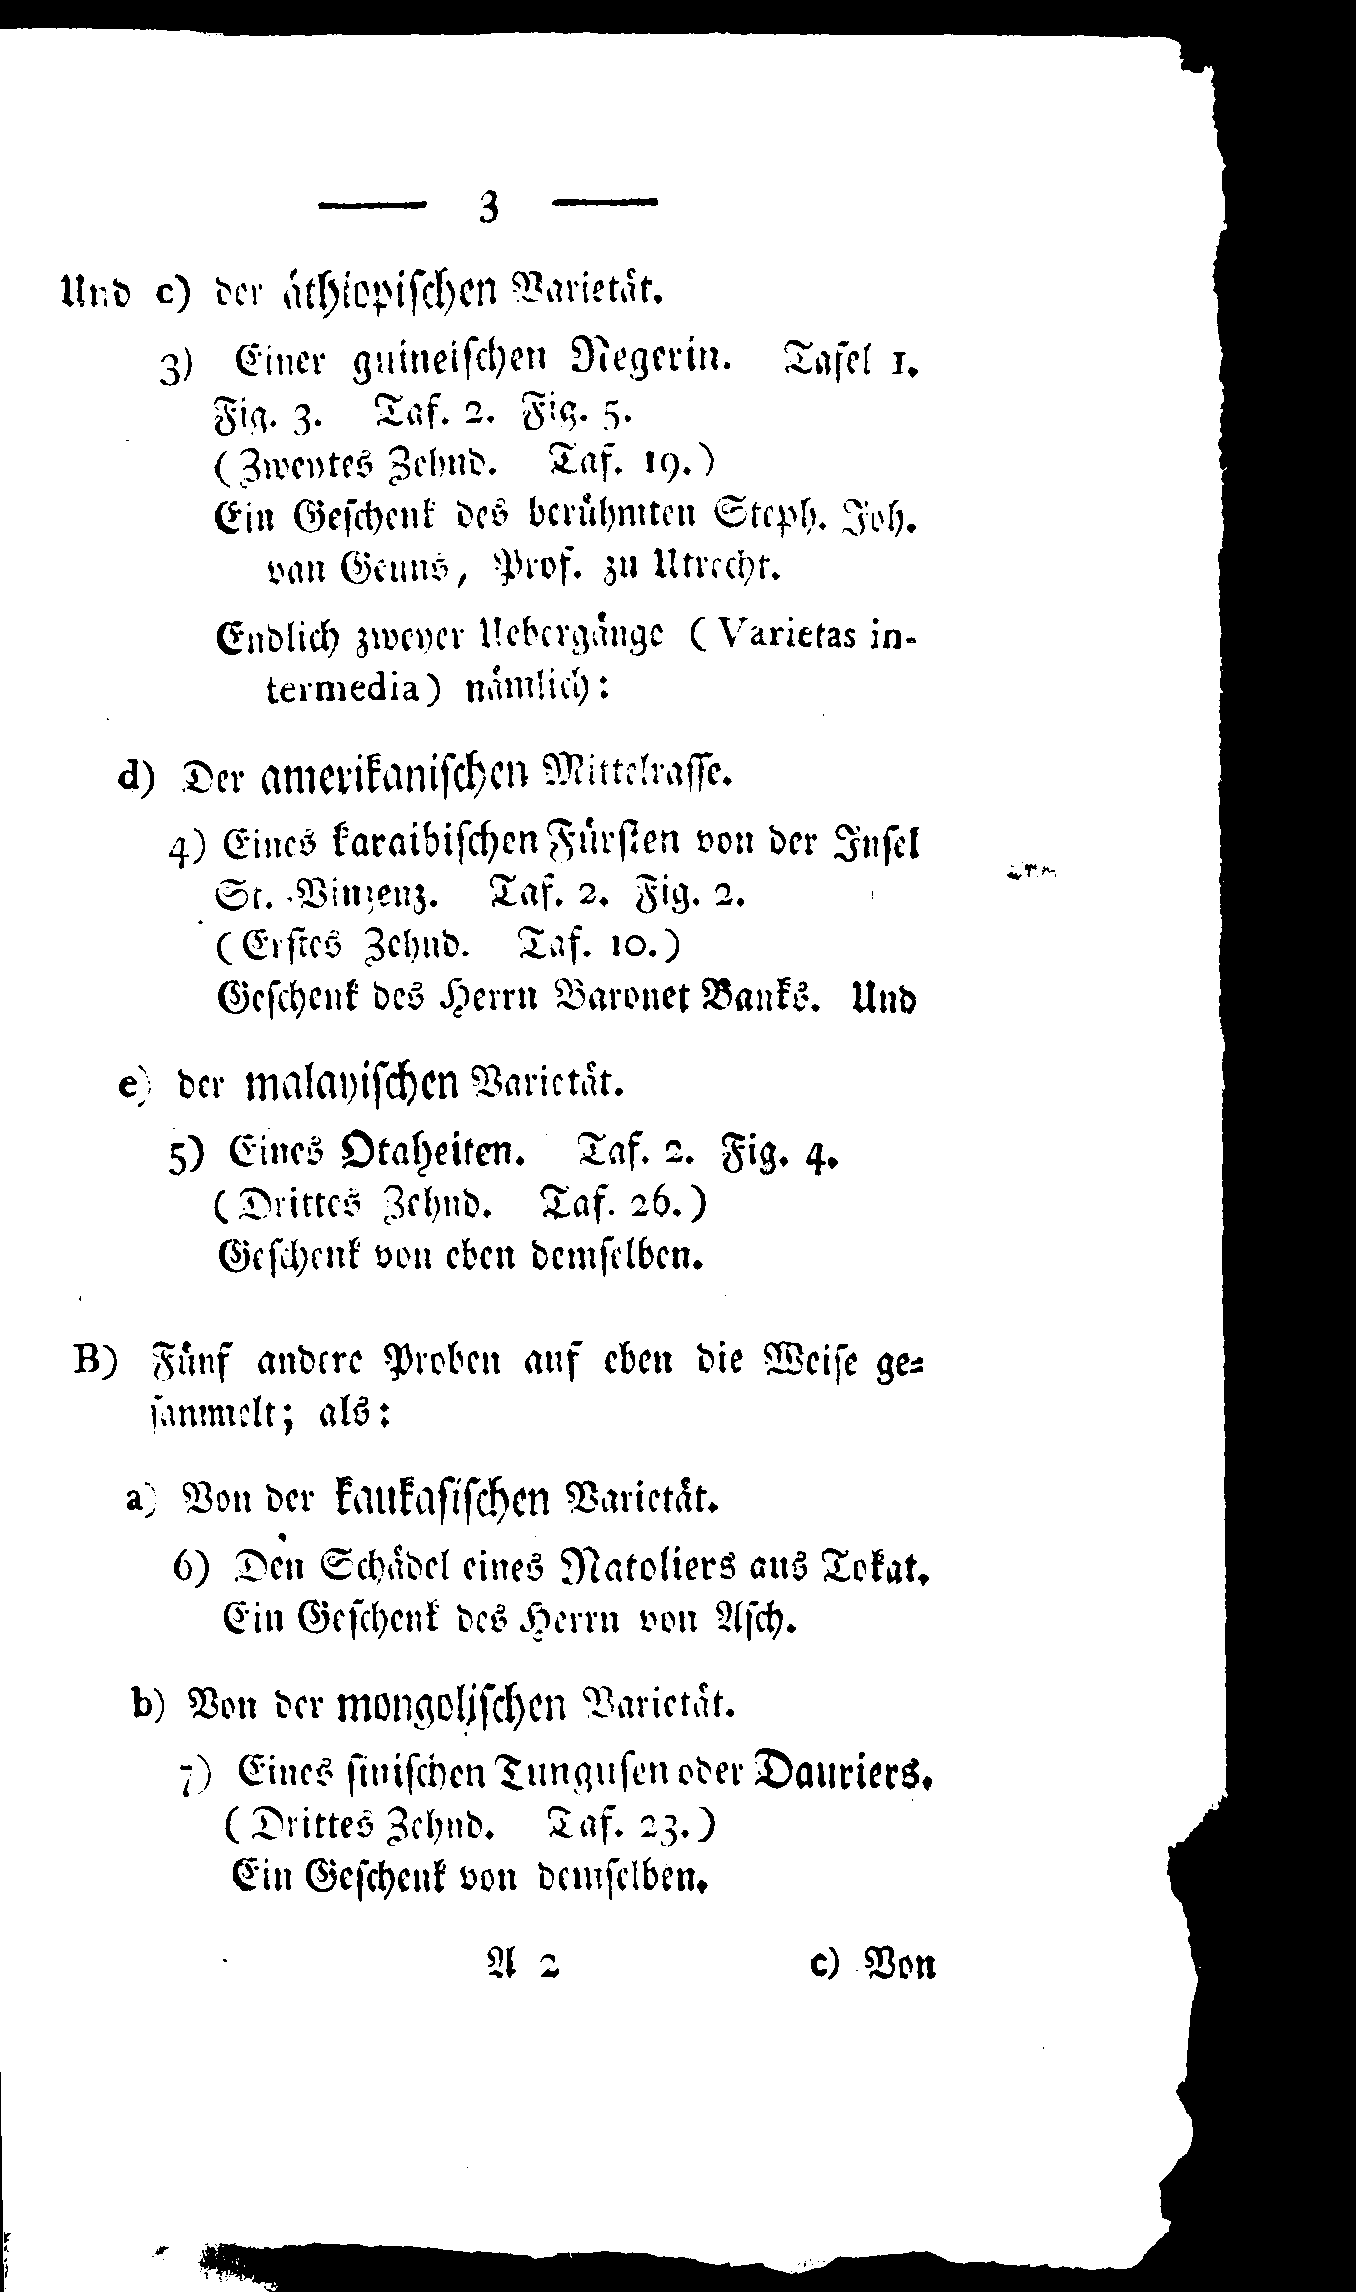 — 3 —
Und c) der äthiopischen Varietät.
3) Einer guineischen Negerin. Tafel 1.
Fig. 3. Taf. 2. Fig. 5.
(Zweytes Zehnd. Taf. 19.)
Ein Geschenk des berühmten Steph. Joh.
van Geuns, Prof. zu Utrecht.
Endlich zweyer Uebergänge (Varietas in-
termedia) nämlich:
d) Der amerikanischen Mittelrasse.
4) Eines karaibischen Fürsten von der Insel
St. Vinzenz. Taf. 2. Fig. 2.
(Erstes Zehnd. Taf. 10.)
Geschenk des Herrn Baronet Banks. Und
e) der malayischen Varietät.
5) Eines Otaheiten. Taf. 2. Fig. 4.
(Drittes Zehnd. Taf. 26.)
Geschenk von eben demselben.
B) Fünf andere Proben auf eben die Weise ge-
sammelt; als:
a) Von der kaukasischen Varietät.
6) Den Schädel eines Natoliers aus Tokat.
Ein Geschenk des Herrn von Asch.
b) Von der mongolischen Varietät.
7) Eines sinischen Tungusen oder Dauriers.
(Drittes Zehnd. Taf. 23.)
Ein Geschenk von demselben.
A 2 c) Von